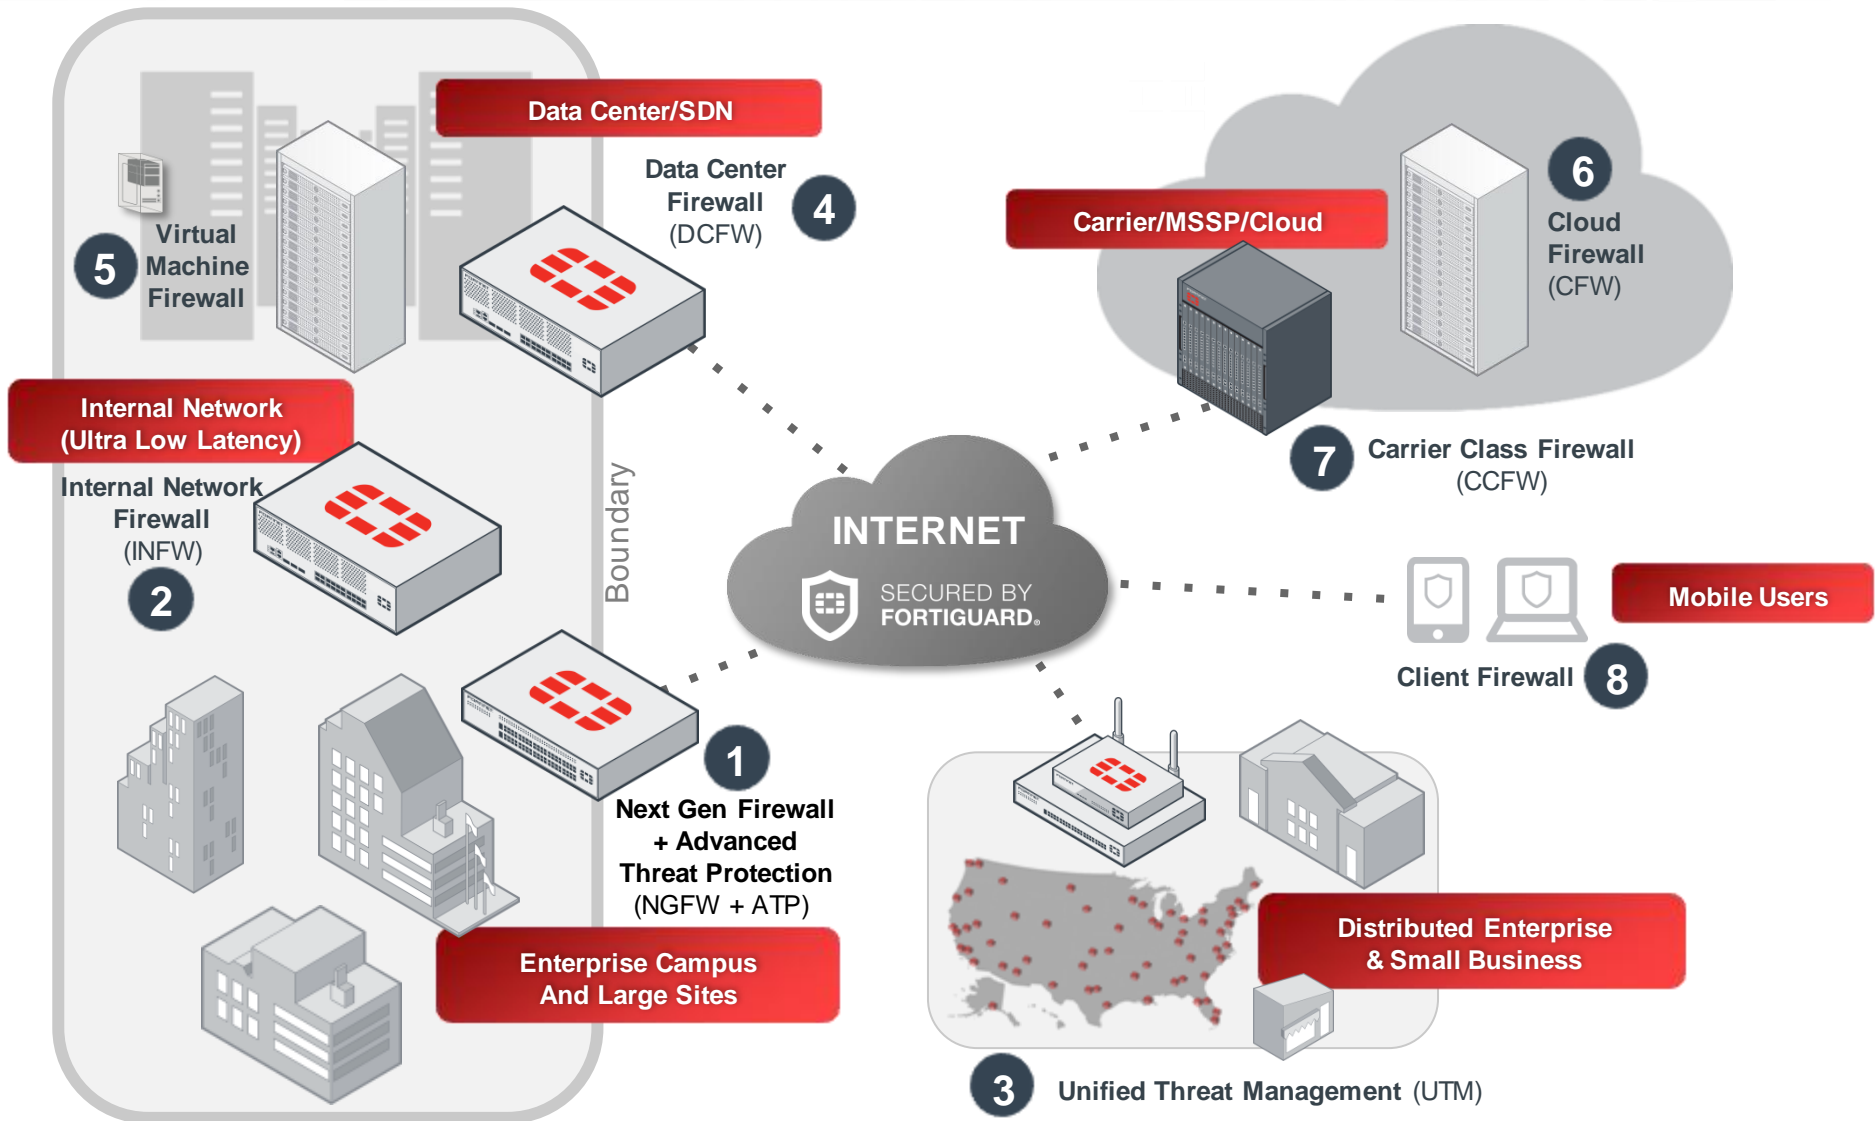 Data Center/SDN
Data Center
Firewall
(DCFW)
4
5
Virtual
Machine
Firewall
Carrier/MSSP/Cloud
6
Cloud
Firewall
(CFW)
7
Carrier Class Firewall
(CCFW)
Internal Network
(Ultra Low Latency)
Internal Network
Firewall
(INFW)
2
Boundary
INTERNET
SECURED BY
FORTIGUARD®
Mobile Users
Client Firewall
8
1
Next Gen Firewall
+ Advanced
Threat Protection
(NGFW + ATP)
Enterprise Campus
And Large Sites
Distributed Enterprise
& Small Business
3
Unified Threat Management (UTM)